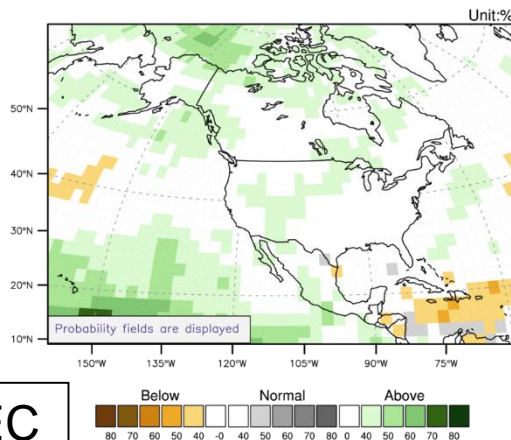 Unit:%
50°N
40°N
30°N
20°N
10°N
Probability fields are displayed
150°W 135°W 120°W 105°W 90°W 75°W
EC
Below Normal Above
80 70 60 50 40 -0 40 50 60 70 80 40 40 50 60 70 80